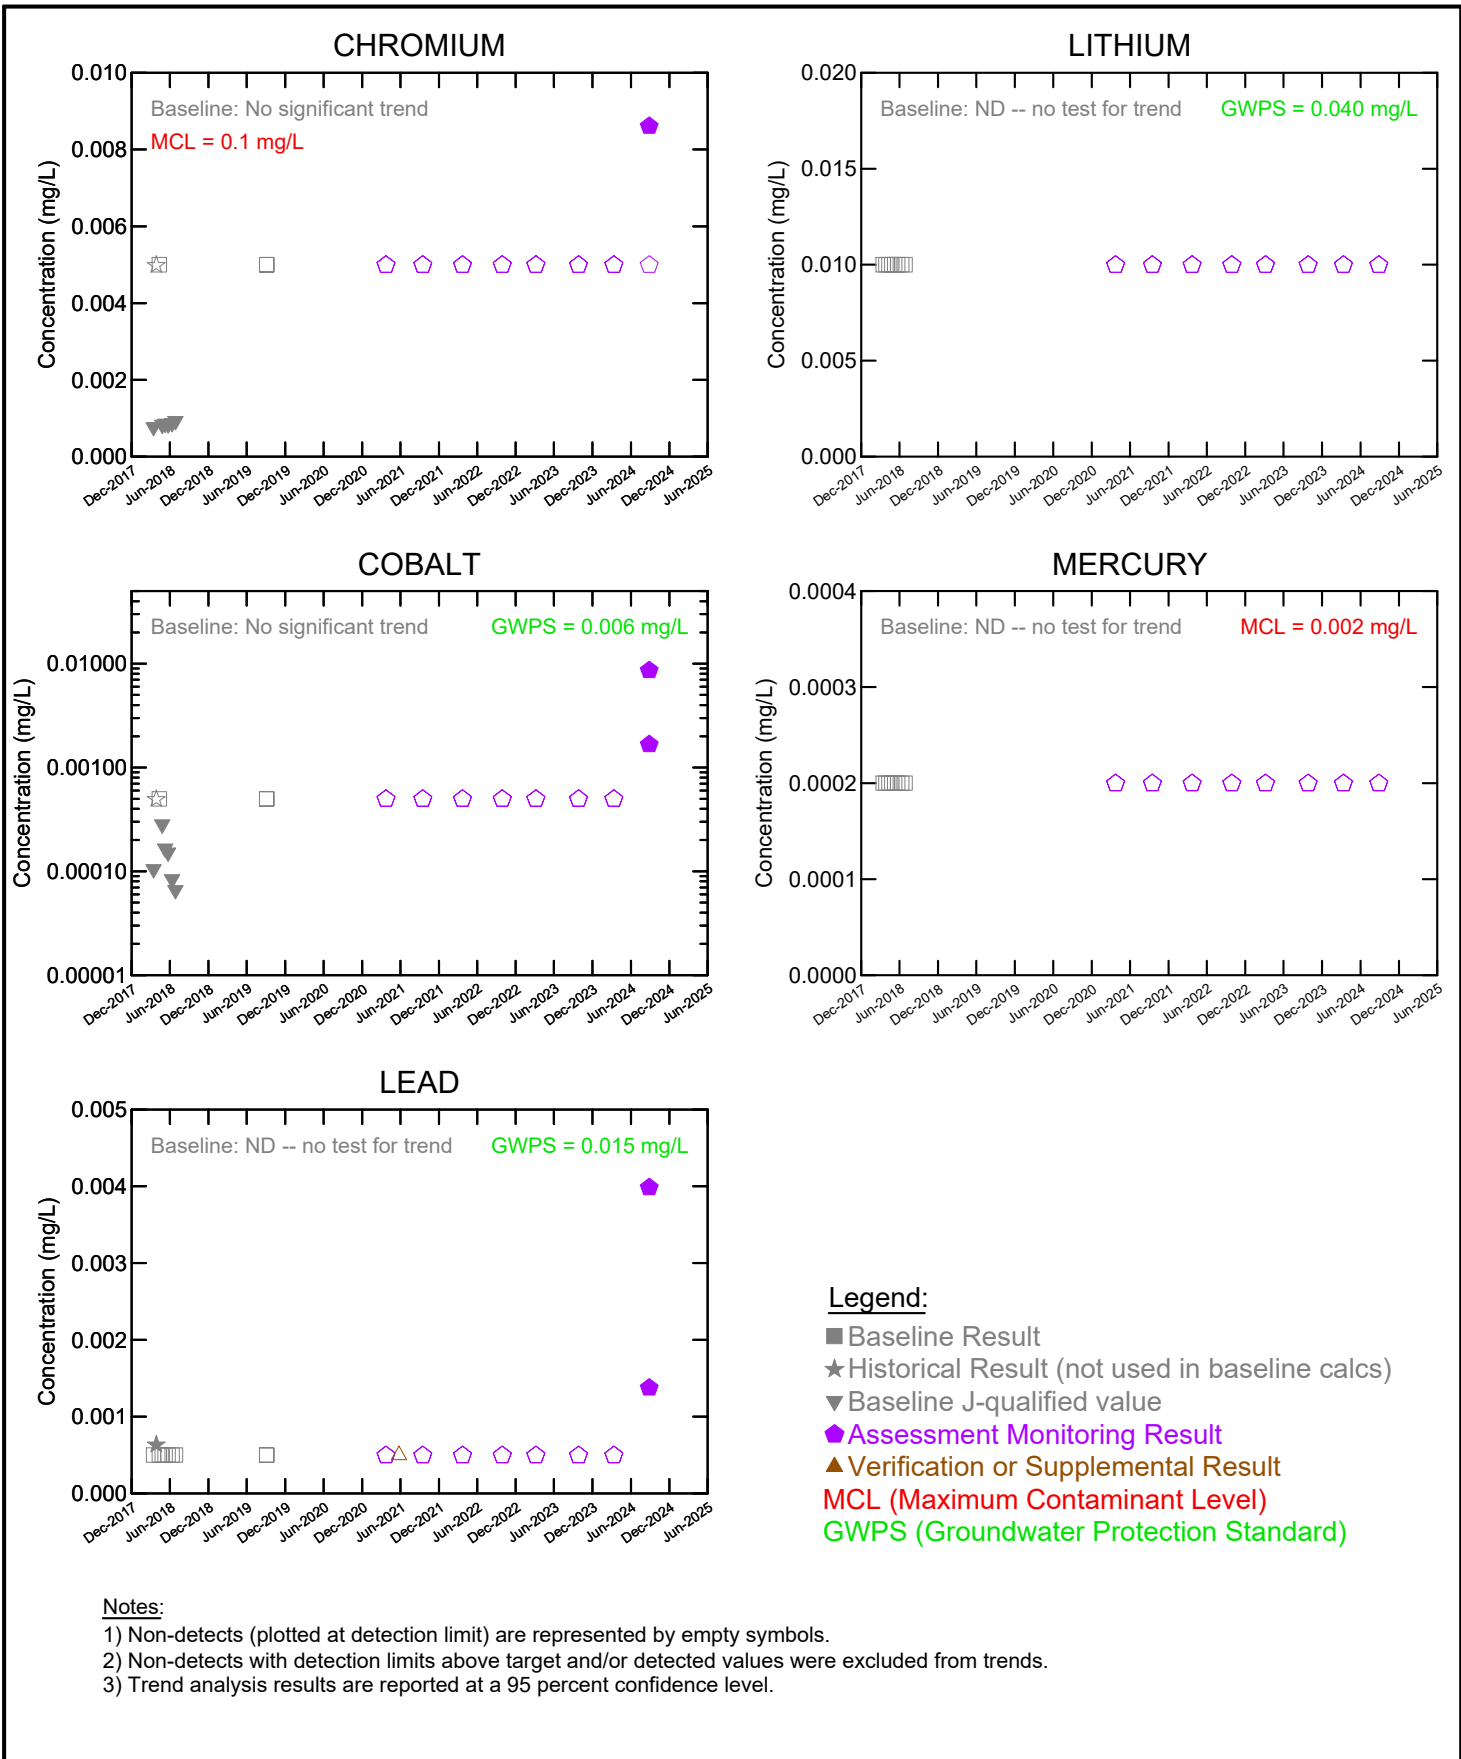 CHROMIUM
Concentration (mg/L)
0.010
0.008
0.006
0.004
0.002
0.000
Baseline: No significant trend
MCL = 0.1 mg/L
Dec-2017 Jun-2018 Dec-2018 Jun-2019 Dec-2019 Jun-2020 Dec-2020 Jun-2021 Dec-2021 Jun-2022 Dec-2022 Jun-2023 Dec-2023 Jun-2024 Dec-2024 Jun-2025
LITHIUM
Concentration (mg/L)
0.020
0.015
0.010
0.005
0.000
Baseline: ND -- no test for trend GWPS = 0.040 mg/L
Dec-2017 Jun-2018 Dec-2018 Jun-2019 Dec-2019 Jun-2020 Dec-2020 Jun-2021 Dec-2021 Jun-2022 Dec-2022 Jun-2023 Dec-2023 Jun-2024 Dec-2024 Jun-2025
COBALT
Concentration (mg/L)
0.01000
0.00100
0.00010
0.00001
Baseline: No significant trend GWPS = 0.006 mg/L
Dec-2017 Jun-2018 Dec-2018 Jun-2019 Dec-2019 Jun-2020 Dec-2020 Jun-2021 Dec-2021 Jun-2022 Dec-2022 Jun-2023 Dec-2023 Jun-2024 Dec-2024 Jun-2025
MERCURY
Concentration (mg/L)
0.0004
0.0003
0.0002
0.0001
0.0000
Baseline: ND -- no test for trend MCL = 0.002 mg/L
Dec-2017 Jun-2018 Dec-2018 Jun-2019 Dec-2019 Jun-2020 Dec-2020 Jun-2021 Dec-2021 Jun-2022 Dec-2022 Jun-2023 Dec-2023 Jun-2024 Dec-2024 Jun-2025
LEAD
Concentration (mg/L)
0.005
0.004
0.003
0.002
0.001
0.000
Baseline: ND -- no test for trend GWPS = 0.015 mg/L
Dec-2017 Jun-2018 Dec-2018 Jun-2019 Dec-2019 Jun-2020 Dec-2020 Jun-2021 Dec-2021 Jun-2022 Dec-2022 Jun-2023 Dec-2023 Jun-2024 Dec-2024 Jun-2025
Legend:
Baseline Result
Historical Result (not used in baseline calcs)
Baseline J-qualified value
Assessment Monitoring Result
Verification or Supplemental Result
MCL (Maximum Contaminant Level)
GWPS (Groundwater Protection Standard)
Notes:
1) Non-detects (plotted at detection limit) are represented by empty symbols.
2) Non-detects with detection limits above target and/or detected values were excluded from trends.
3) Trend analysis results are reported at a 95 percent confidence level.